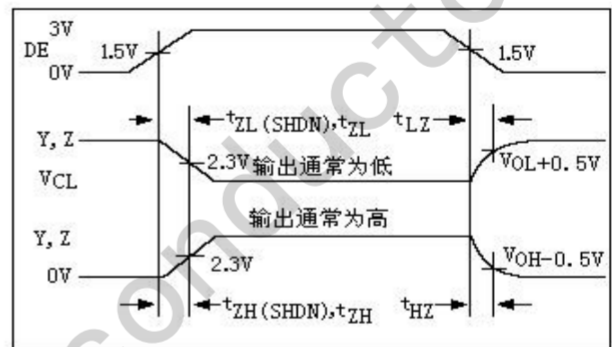 3V
DE 1.5V 1.5V
0V
tZL(SHDN),tZL tLZ
Y, Z
2.3V 输出通常为低 VOL+0.5V
VCL
输出通常为高
Y, Z
2.3V VOH-0.5V
0V
tZH(SHDN),tZH tHZ